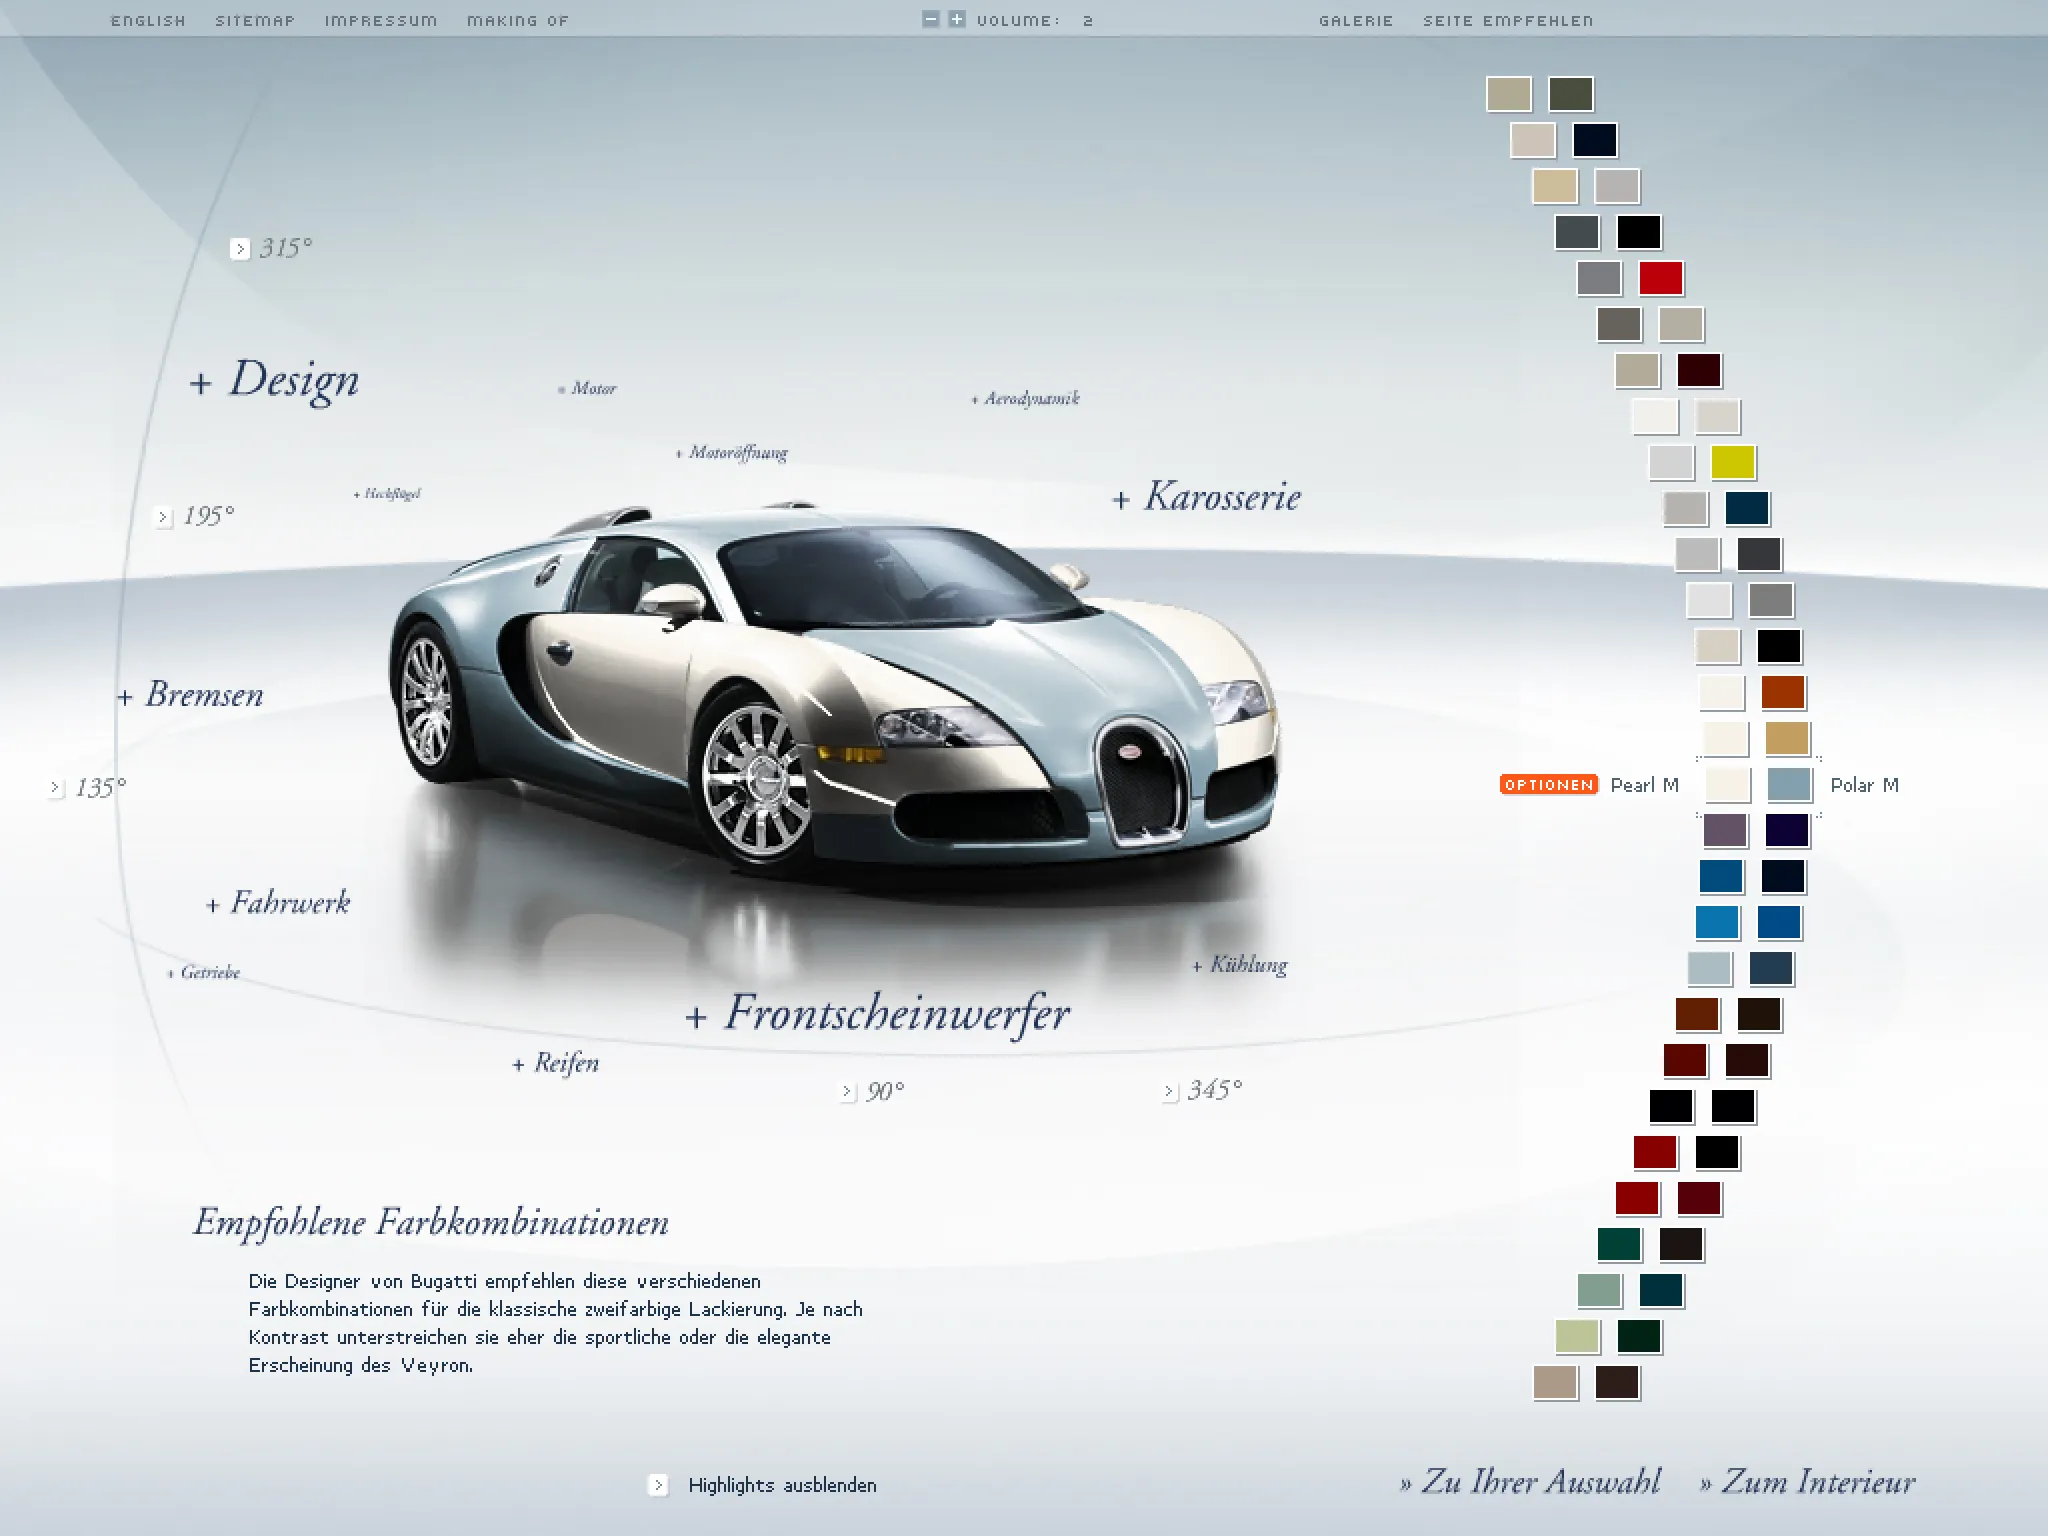 ENGLISH SITEMAP IMPRESSUM MAKING OF
− + VOLUME: 2
GALERIE SEITE EMPFEHLEN
315°
+ Design
Motor
+ Aerodynamik
+ Motoröffnung
+ Heckflügel
+ Karosserie
195°
+ Bremsen
135°
OPTIONEN Pearl M
Polar M
+ Fahrwerk
+ Getriebe
+ Kühlung
+ Frontscheinwerfer
+ Reifen
90°
345°
Empfohlene Farbkombinationen
Die Designer von Bugatti empfehlen diese verschiedenen
Farbkombinationen für die klassische zweifarbige Lackierung. Je nach
Kontrast unterstreichen sie eher die sportliche oder die elegante
Erscheinung des Veyron.
Highlights ausblenden
» Zu Ihrer Auswahl
» Zum Interieur